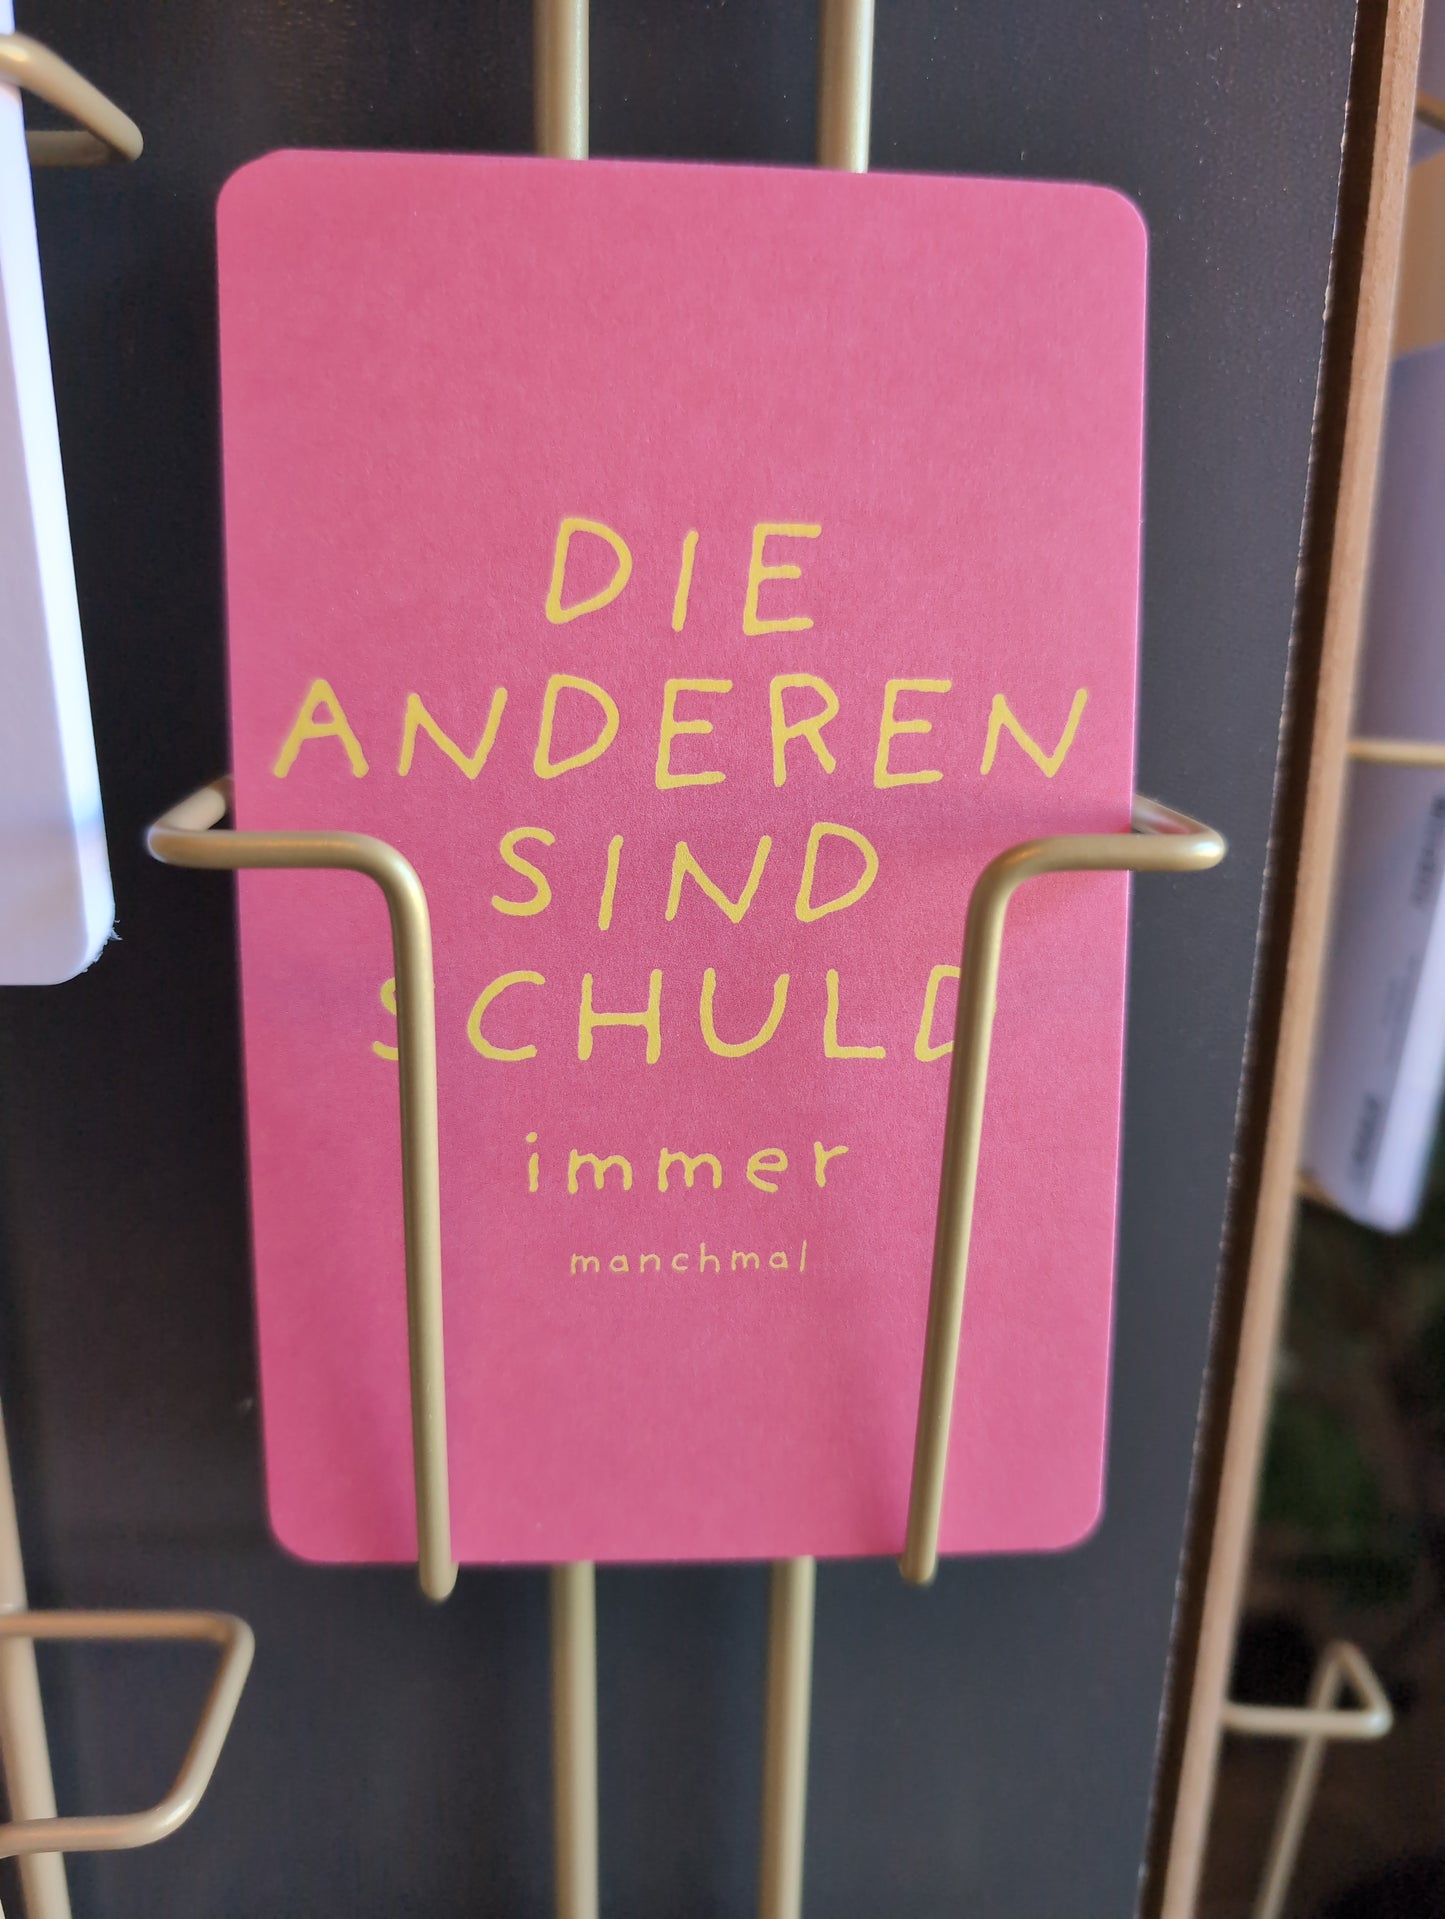 DIE
ANDEREN
SIND
SCHULD
immer
manchmal